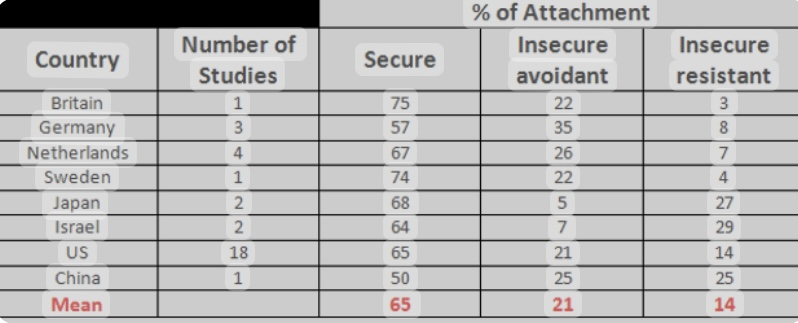 % of Attachment
Country Number of Studies Secure Insecure avoidant Insecure resistant
Britain 1 75 22 3
Germany 3 57 35 8
Netherlands 4 67 26 7
Sweden 1 74 22 4
Japan 2 68 5 27
Israel 2 64 7 29
US 18 65 21 14
China 1 50 25 25
Mean 65 21 14